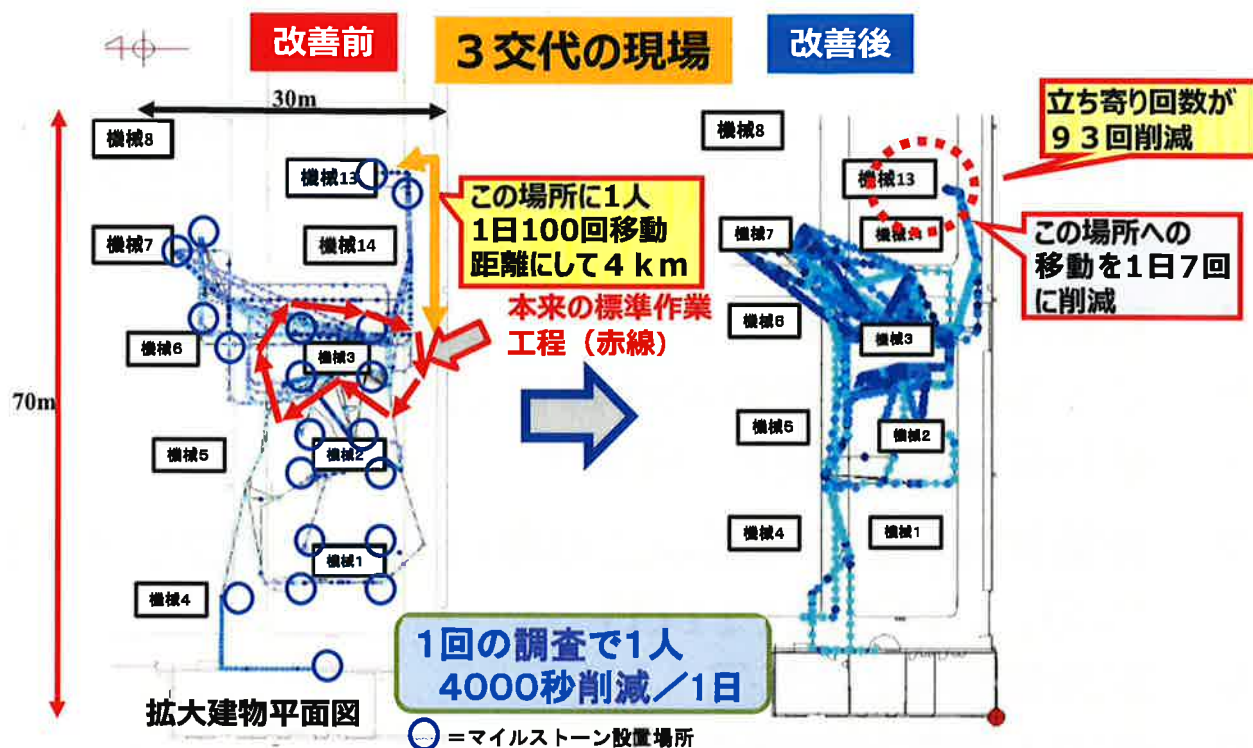 改善前
3交代の現場
改善後
30m
70m
機械8
機械13
機械7
機械14
機械6
機械3
機械5
機械2
機械1
機械4
この場所に1人
1日100回移動
距離にして4km
本来の標準作業
工程(赤線)
機械8
機械13
機械7
機械6
機械3
機械5
機械2
機械4
機械1
立ち寄り回数が
93回削減
この場所への
移動を1日7回
に削減
1回の調査で1人
4000秒削減/1日
拡大建物平面図
=マイルストーン設置場所